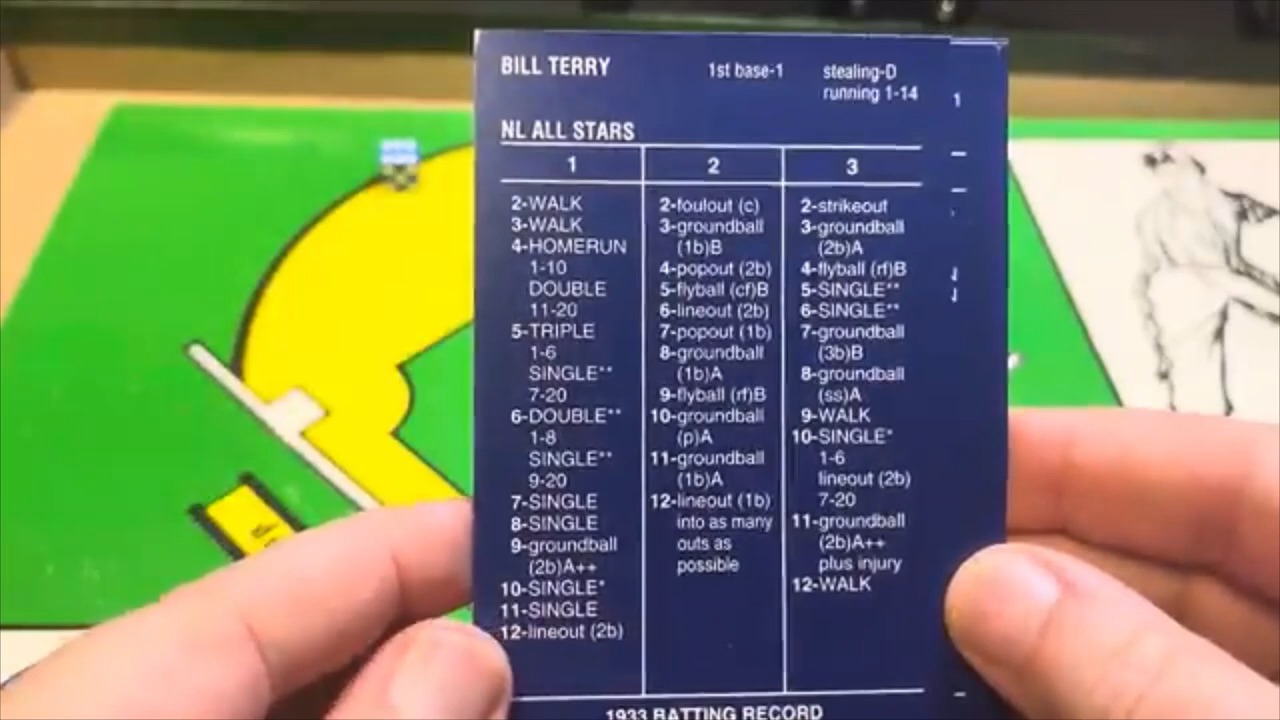 BILL TERRY 1st base-1 stealing-D
running 1-14
NL ALL STARS
1
2-WALK
3-WALK
4-HOMERUN
1-10
DOUBLE
11-20
5-TRIPLE
1-6
SINGLE**
7-20
6-DOUBLE**
1-8
SINGLE**
9-20
7-SINGLE
8-SINGLE
9-groundball
(2b)A++
10-SINGLE*
11-SINGLE
12-lineout (2b)
2
2-foulout (c)
3-groundball
(1b)B
4-popout (2b)
5-flyball (cf)B
6-lineout (2b)
7-popout (1b)
8-groundball
(1b)A
9-flyball (rf)B
10-groundball
(p)A
11-groundball
(1b)A
12-lineout (1b)
into as many
outs as
possible
3
2-strikeout
3-groundball
(2b)A
4-flyball (rf)B
5-SINGLE**
6-SINGLE**
7-groundball
(3b)B
8-groundball
(ss)A
9-WALK
10-SINGLE*
1-6
lineout (2b)
7-20
11-groundball
(2b)A++
plus injury
12-WALK
1933 BATTING RECORD
1